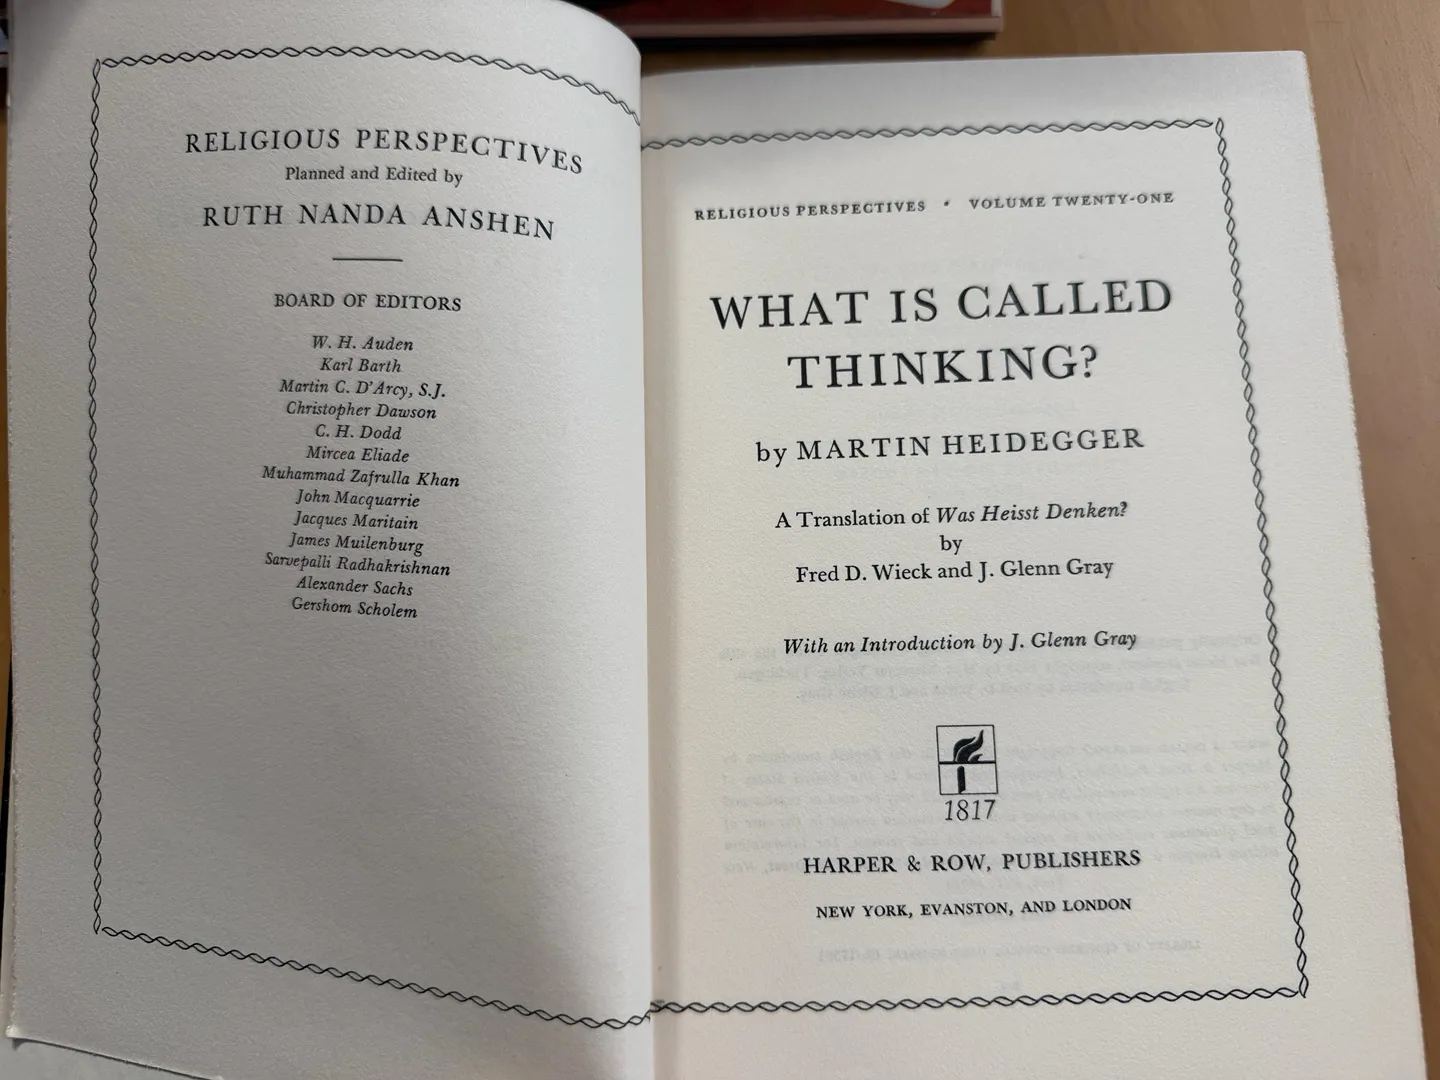 RELIGIOUS PERSPECTIVES
Planned and Edited by
RUTH NANDA ANSHEN
BOARD OF EDITORS
W. H. Auden
Karl Barth
Martin C. D'Arcy, S.J.
Christopher Dawson
C. H. Dodd
Mircea Eliade
Muhammad Zafrulla Khan
John Macquarrie
Jacques Maritain
James Muilenburg
Sarvepalli Radhakrishnan
Alexander Sachs
Gershom Scholem
RELIGIOUS PERSPECTIVES • VOLUME TWENTY-ONE
WHAT IS CALLED
THINKING?
by MARTIN HEIDEGGER
A Translation of Was Heisst Denken?
by
Fred D. Wieck and J. Glenn Gray
With an Introduction by J. Glenn Gray
1817
HARPER & ROW, PUBLISHERS
NEW YORK, EVANSTON, AND LONDON